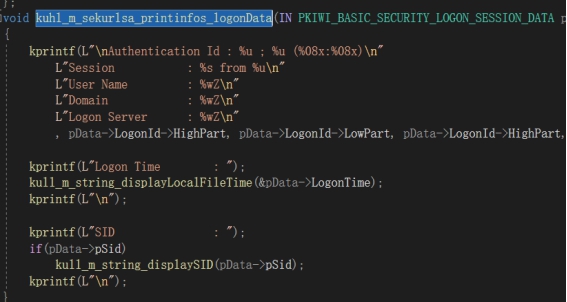 };
void kuhl_m_sekurlsa_printinfos_logonData(IN PKIWI_BASIC_SECURITY_LOGON_SESSION_DATA p
{
kprintf(L"\nAuthentication Id : %u ; %u (%08x:%08x)\n"
L"Session           : %s from %u\n"
L"User Name         : %wZ\n"
L"Domain            : %wZ\n"
L"Logon Server      : %wZ\n"
, pData->LogonId->HighPart, pData->LogonId->LowPart, pData->LogonId->HighPart,
kprintf(L"Logon Time        : ");
kull_m_string_displayLocalFileTime(&pData->LogonTime);
kprintf(L"\n");
kprintf(L"SID               : ");
if(pData->pSid)
kull_m_string_displaySID(pData->pSid);
kprintf(L"\n");
}